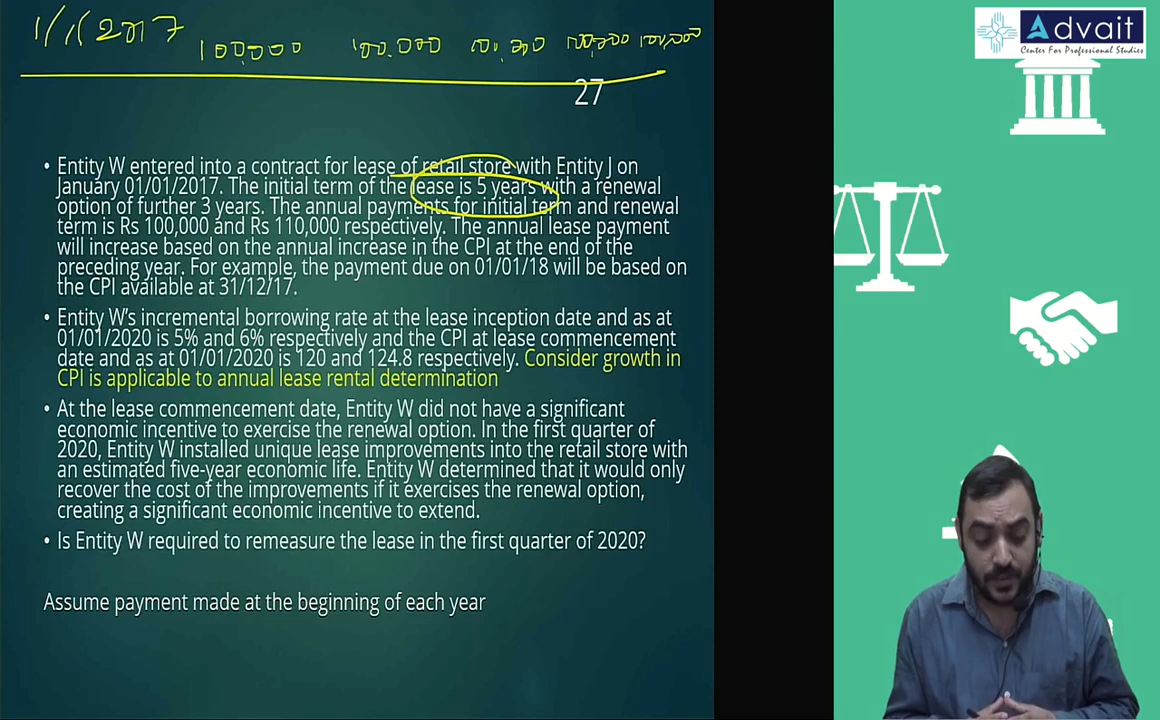 1/1/2017
100,000 100.000 100,000 100,000 100,000
Advait
Center For Professional Studies
27
• Entity W entered into a contract for lease of retail store with Entity J on
January 01/01/2017. The initial term of the lease is 5 years with a renewal
option of further 3 years. The annual payments for initial term and renewal
term is Rs 100,000 and Rs 110,000 respectively. The annual lease payment
will increase based on the annual increase in the CPI at the end of the
preceding year. For example, the payment due on 01/01/18 will be based on
the CPI available at 31/12/17.
• Entity W's incremental borrowing rate at the lease inception date and as at
01/01/2020 is 5% and 6% respectively and the CPI at lease commencement
date and as at 01/01/2020 is 120 and 124.8 respectively. Consider growth in
CPI is applicable to annual lease rental determination
• At the lease commencement date, Entity W did not have a significant
economic incentive to exercise the renewal option. In the first quarter of
2020, Entity W installed unique lease improvements into the retail store with
an estimated five-year economic life. Entity W determined that it would only
recover the cost of the improvements if it exercises the renewal option,
creating a significant economic incentive to extend.
• Is Entity W required to remeasure the lease in the first quarter of 2020?
Assume payment made at the beginning of each year